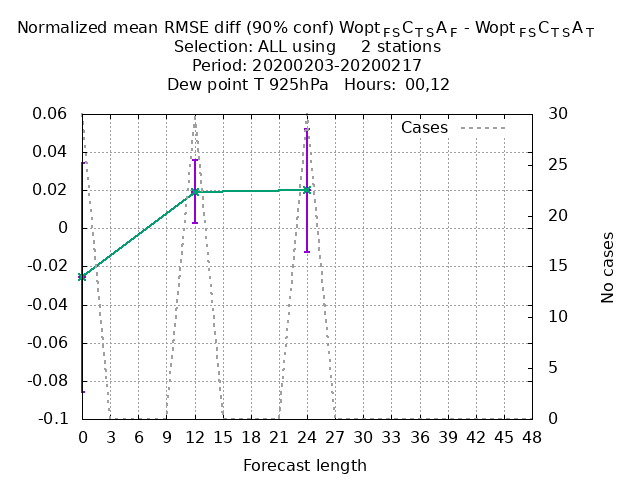 Normalized mean RMSE diff (90% conf) Wopt FS C TS A F - Wopt FS C TS A T
Selection: ALL using 2 stations
Period: 20200203-20200217
Dew point T 925hPa Hours: 00,12
Cases
0.06
0.04
0.02
0
-0.02
-0.04
-0.06
-0.08
-0.1
30
25
20
15
10
5
0
No cases
0 3 6 9 12 15 18 21 24 27 30 33 36 39 42 45 48
Forecast length